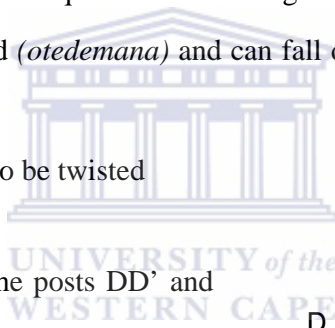 d (otedemana) and can fall
o be twisted
ne posts DD’ and
UNIVERSITY of the
WESTERN CAPE
D